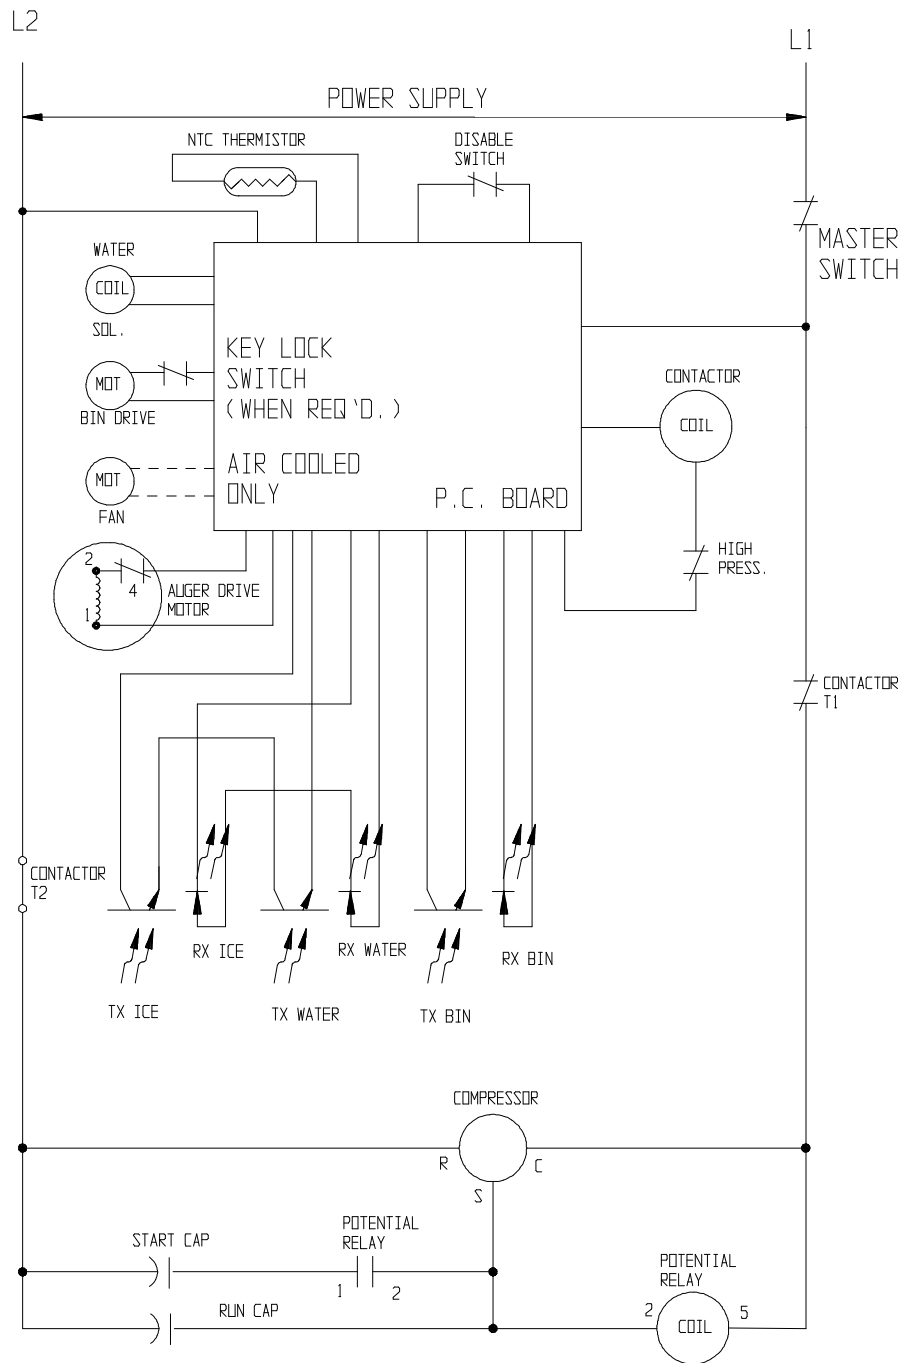 L2
L1
POWER SUPPLY
NTC THERMISTOR
DISABLE
SWITCH
MASTER
SWITCH
WATER
COIL
SOL.
KEY LOCK
SWITCH
(WHEN REQ'D.)
MOT
BIN DRIVE
CONTACTOR
COIL
AIR COOLED
ONLY
MOT
FAN
P.C. BOARD
HIGH
PRESS.
2
4
1
AUGER DRIVE
MOTOR
CONTACTOR
T1
CONTACTOR
T2
RX ICE
RX WATER
RX BIN
TX ICE
TX WATER
TX BIN
COMPRESSOR
R
C
S
START CAP
POTENTIAL
RELAY
1
2
POTENTIAL
RELAY
RUN CAP
2
COIL
5